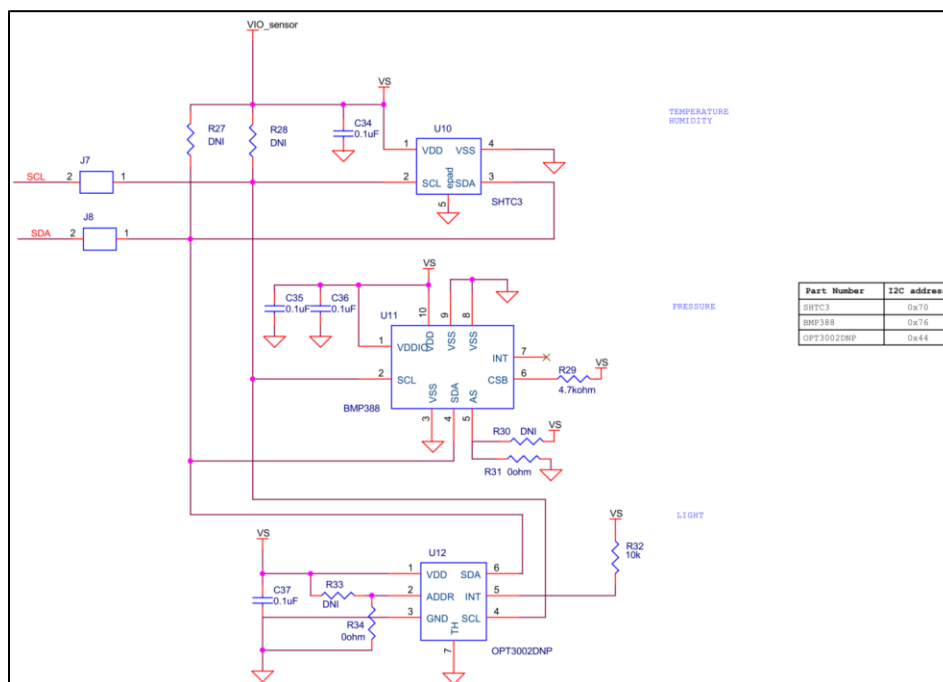 VIO_sensor
VS
TEMPERATURE
HUMIDITY
R27
DNI
R28
DNI
C34
0.1uF
U10
1 VDD VSS 4
2 SCL SDA 3
epad
5
SHTC3
J7
SCL 2 1
J8
SDA 2 1
VS
C35
0.1uF
C36
0.1uF
U11
10 9 8
VDD VSS VSS
1 VDDIO
INT 7
2 SCL
CSB 6
R29
4.7kohm
VS
VSS SDA AS
BMP388
3 4 5
R30 DNI
VS
R31 0ohm
PRESSURE
Part Number I2C addres
SHTC3 0x70
BMP388 0x76
OPT3002DNP 0x44
LIGHT
VS
R32
10k
VS
C37
0.1uF
R33
DNI
R34
0ohm
U12
1 VDD SDA 6
2 ADDR INT 5
3 GND SCL 4
TH
7
OPT3002DNP